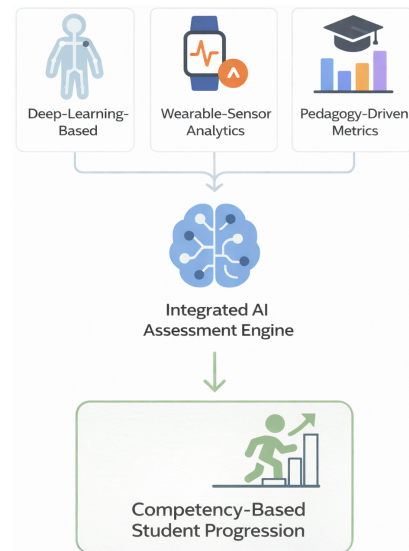 Deep-Learning-
Based
Wearable-Sensor
Analytics
Pedagogy-Driven
Metrics
Integrated AI
Assessment Engine
Competency-Based
Student Progression